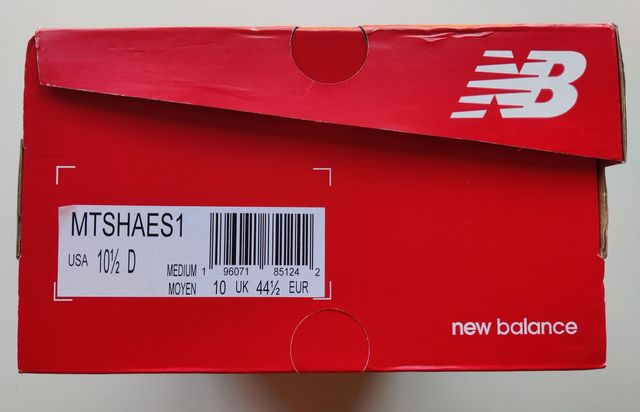 NB
MTSHAES1
USA 10½ D
MEDIUM 1 96071 85124 2
MOYEN 10 UK 44½ EUR
new balance